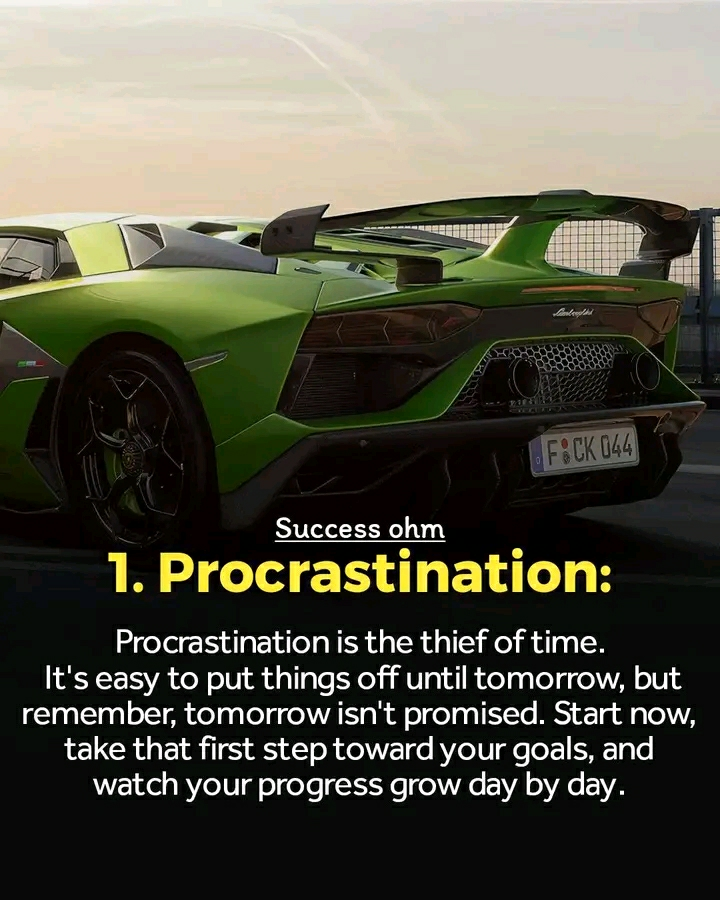 Lamborghini
F CK 044
Success ohm
1. Procrastination:
Procrastination is the thief of time.
It's easy to put things off until tomorrow, but
remember, tomorrow isn't promised. Start now,
take that first step toward your goals, and
watch your progress grow day by day.